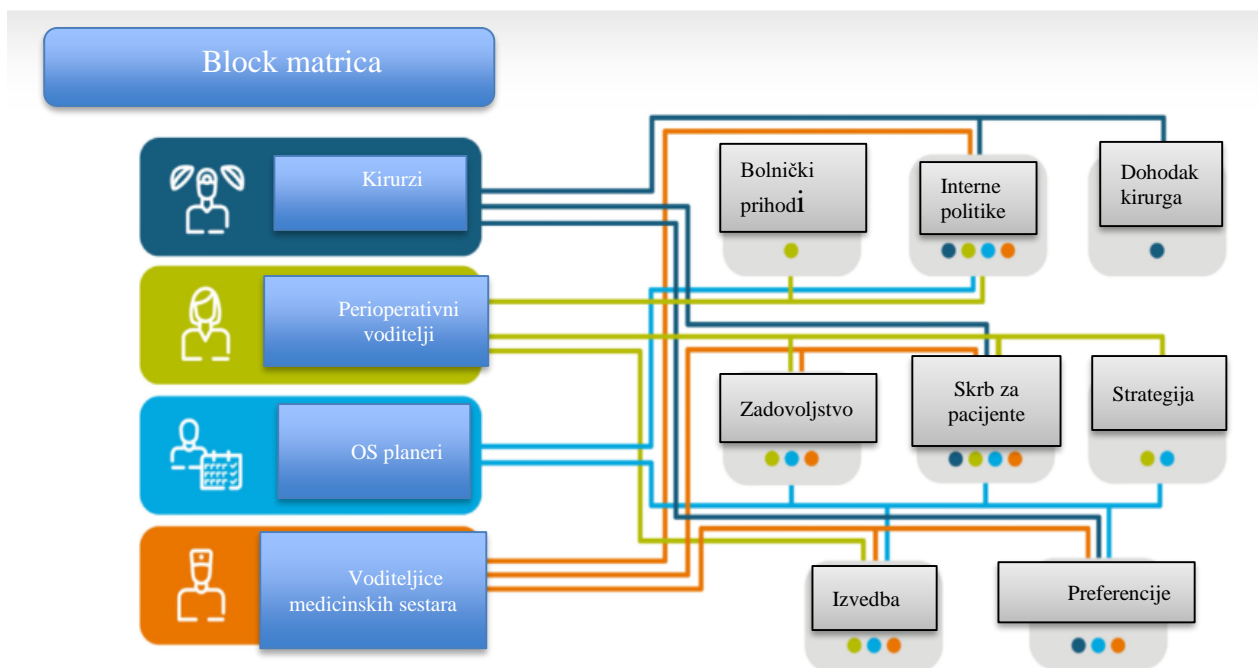 Block matrica
Kirurzi
Bolnički
prihodi
Interne
politike
Dohodak
kirurga
Perioperativni
voditelji
Zadovoljstvo
Skrb za
pacijente
Strategija
OS planeri
Voditeljice
medicinskih sestara
Izvedba
Preferencije